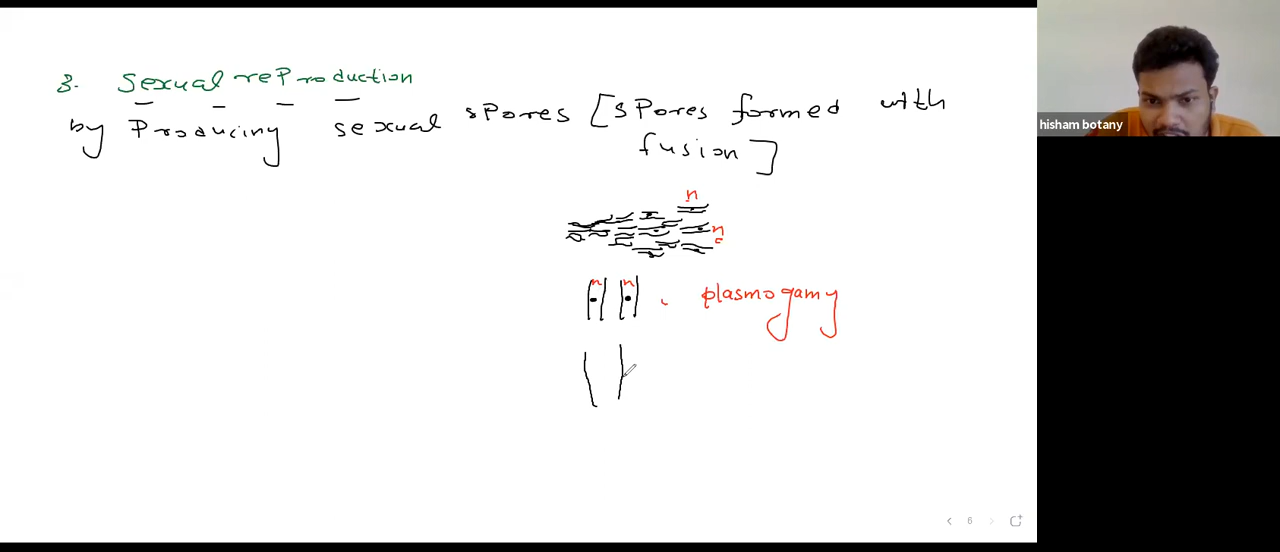 3. Sexual reproduction
by Producing sexual spores [spores formed with
fusion]
n
n
n n
plasmogamy
hisham botany
6